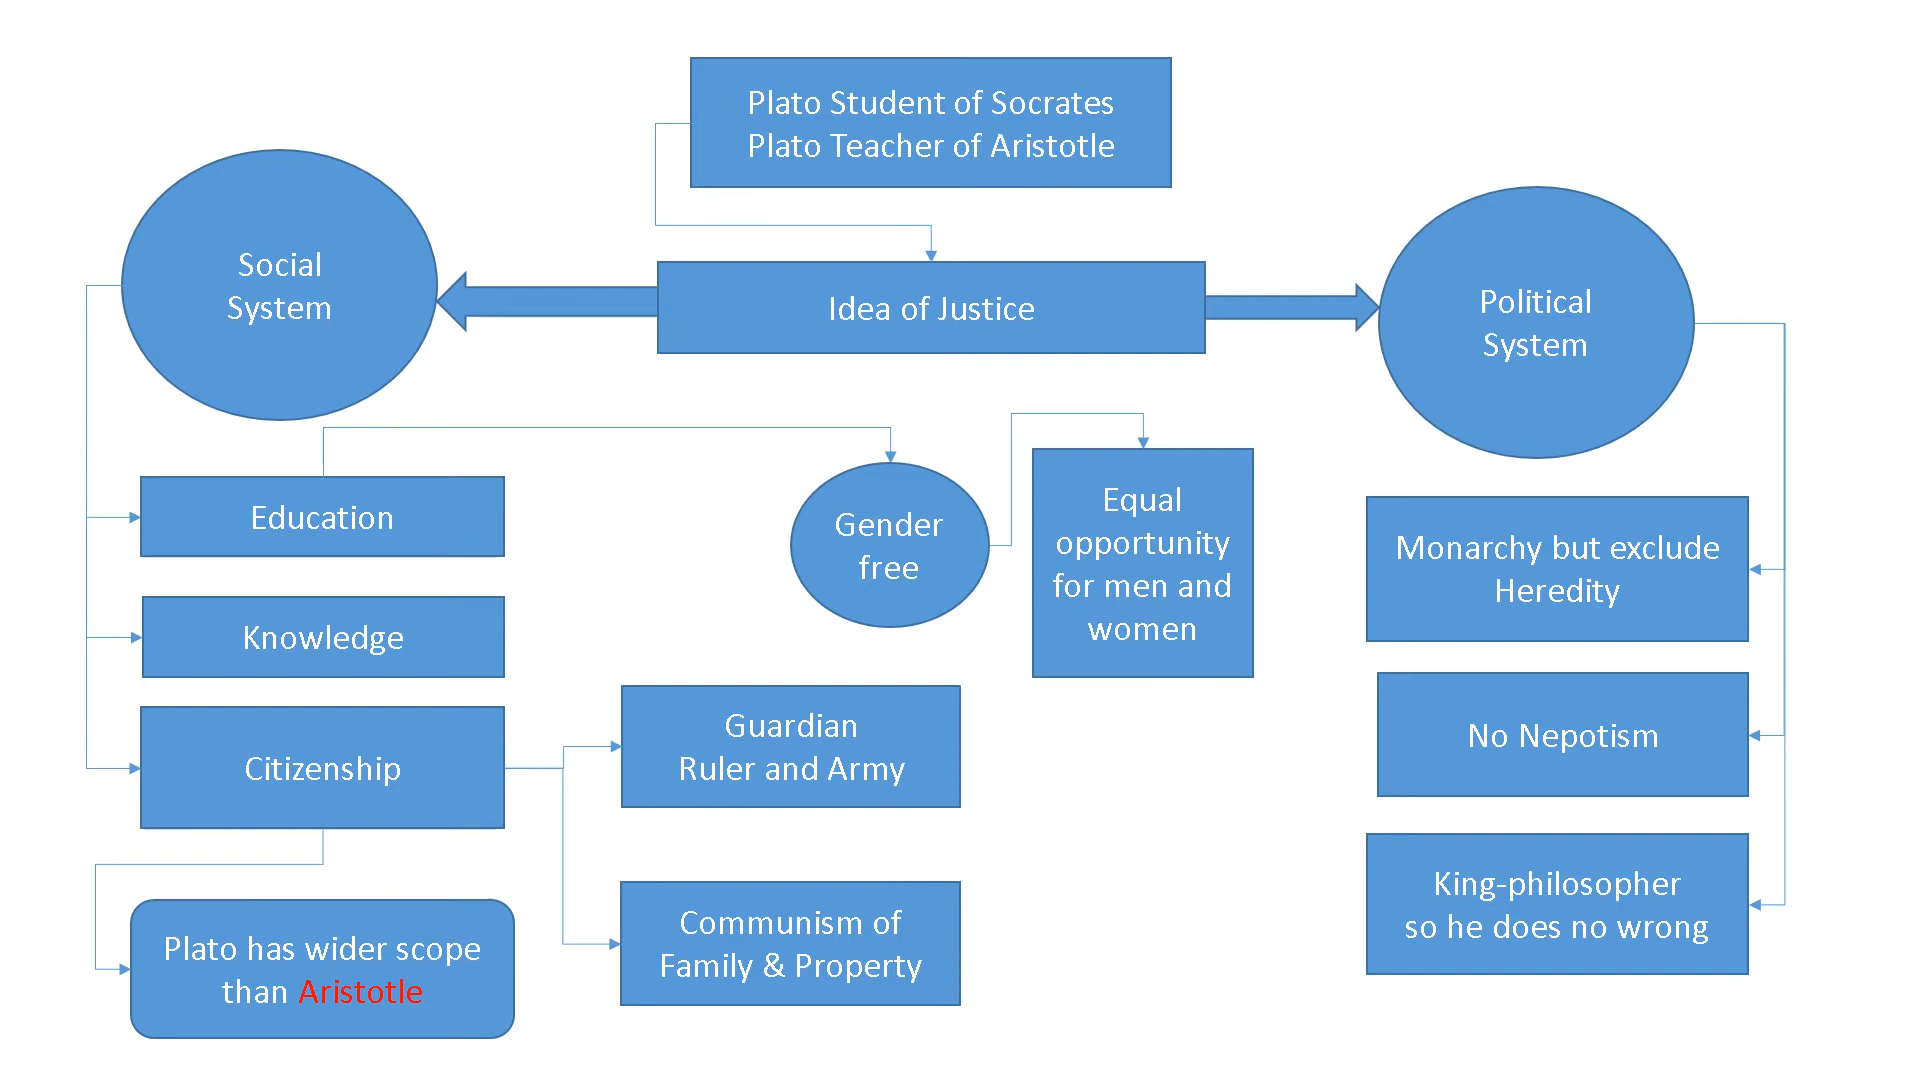 Plato Student of Socrates
Plato Teacher of Aristotle
Social
System
Idea of Justice
Political
System
Education
Gender
free
Equal
opportunity
for men and
women
Monarchy but exclude
Heredity
Knowledge
Citizenship
Guardian
Ruler and Army
No Nepotism
Communism of
Family & Property
King-philosopher
so he does no wrong
Plato has wider scope
than Aristotle